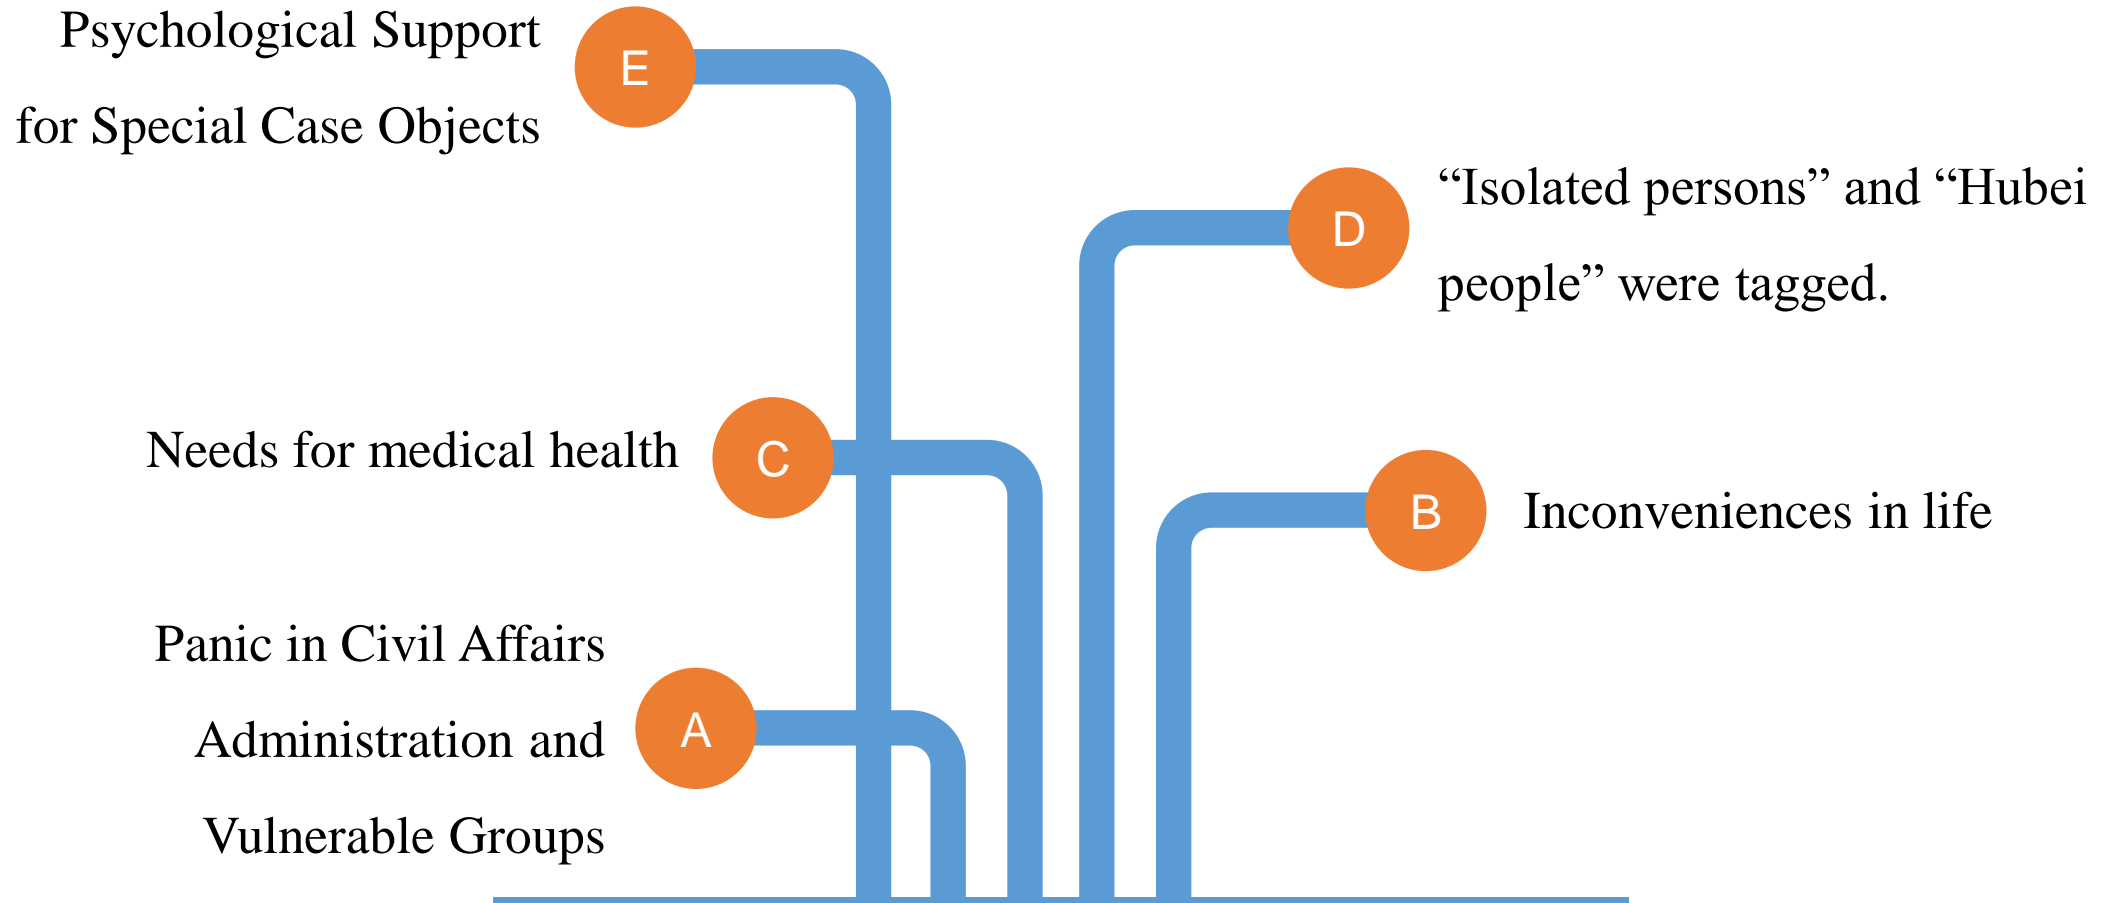 Psychological Support
for Special Case Objects
E
D
“Isolated persons” and “Hubei
people” were tagged.
Needs for medical health
C
B
Inconveniences in life
Panic in Civil Affairs
Administration and
Vulnerable Groups
A